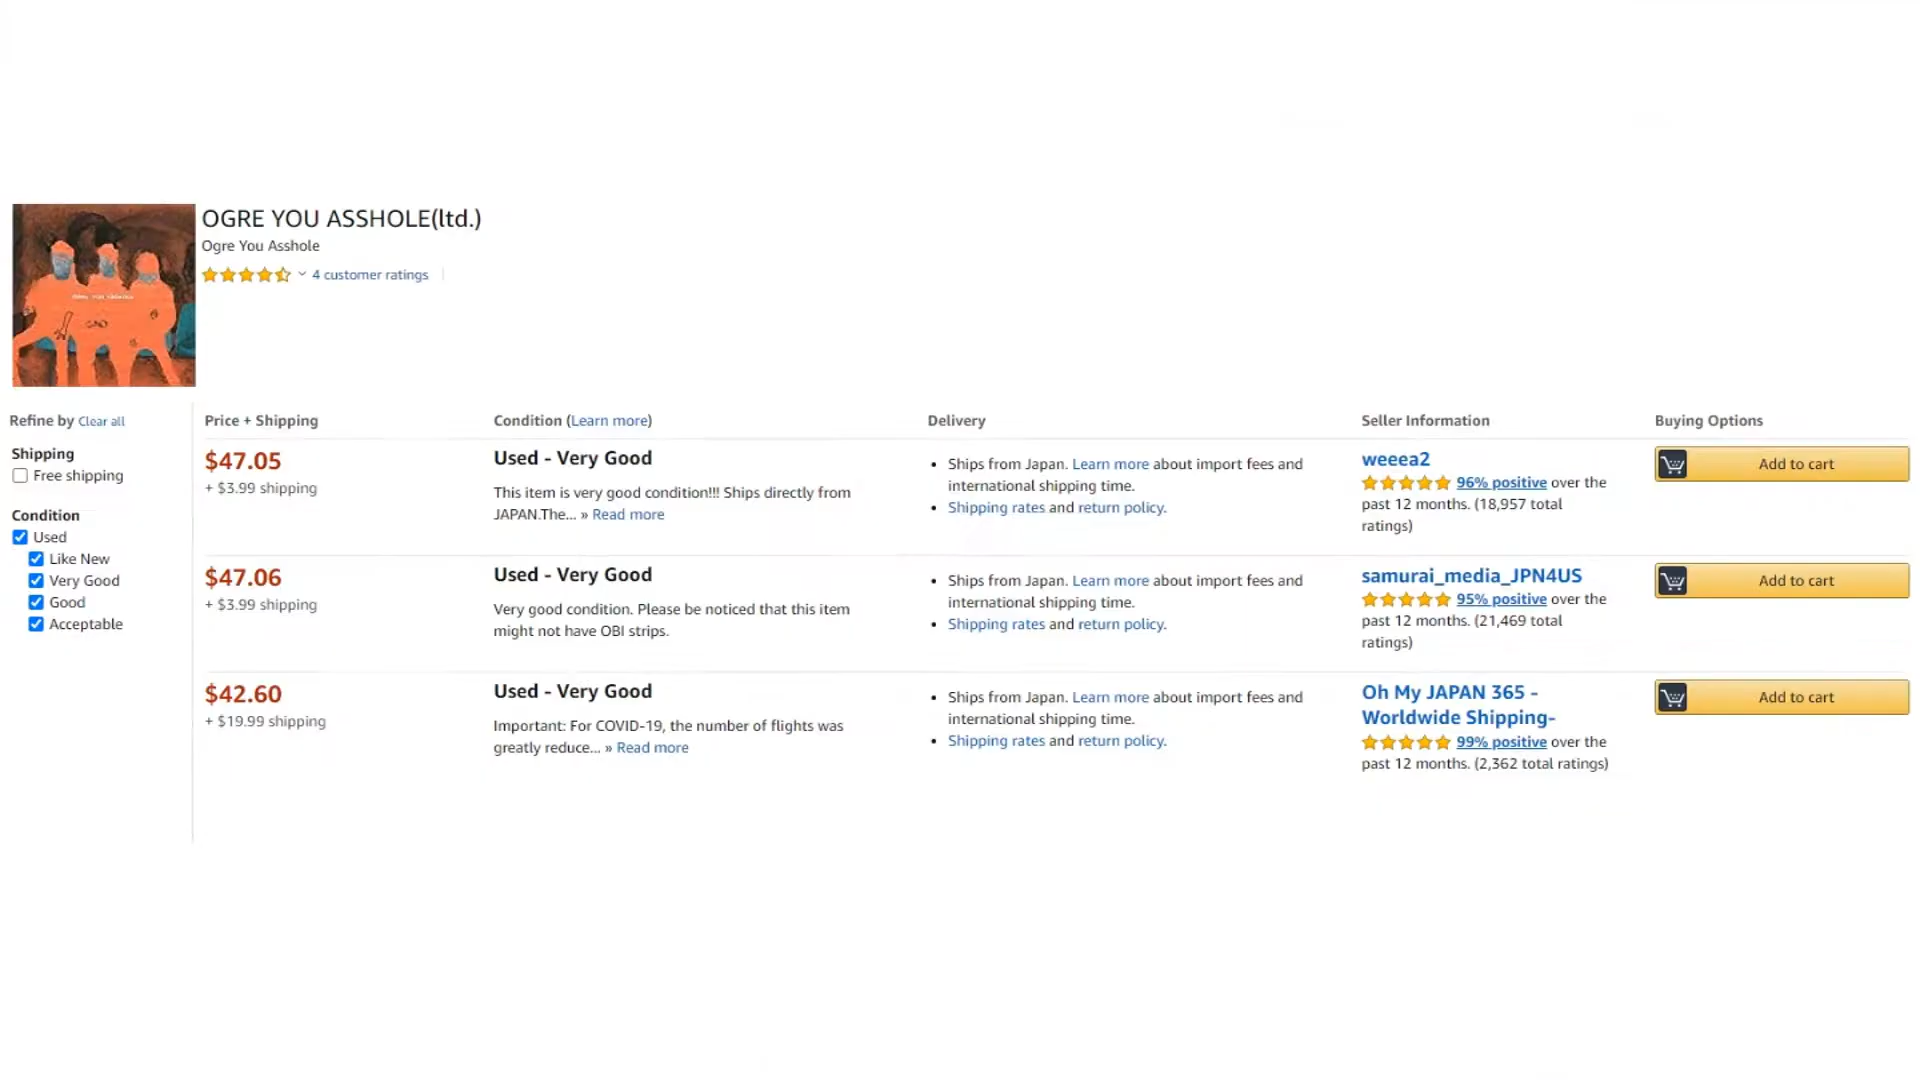 OGRE YOU ASSHOLE(ltd.)
Ogre You Asshole
4 customer ratings
OGRE YOU ASSHOLE
Refine by Clear all
Shipping
Free shipping
Condition
Used
Like New
Very Good
Good
Acceptable
Price + Shipping
Condition (Learn more)
Delivery
Seller Information
Buying Options
$47.05
+ $3.99 shipping
Used - Very Good
This item is very good condition!!! Ships directly from
JAPAN.The... » Read more
Ships from Japan. Learn more about import fees and
international shipping time.
Shipping rates and return policy.
weeea2
96% positive over the
past 12 months. (18,957 total
ratings)
Add to cart
$47.06
+ $3.99 shipping
Used - Very Good
Very good condition. Please be noticed that this item
might not have OBI strips.
Ships from Japan. Learn more about import fees and
international shipping time.
Shipping rates and return policy.
samurai_media_JPN4US
95% positive over the
past 12 months. (21,469 total
ratings)
Add to cart
$42.60
+ $19.99 shipping
Used - Very Good
Important: For COVID-19, the number of flights was
greatly reduce... » Read more
Ships from Japan. Learn more about import fees and
international shipping time.
Shipping rates and return policy.
Oh My JAPAN 365 -
Worldwide Shipping-
99% positive over the
past 12 months. (2,362 total ratings)
Add to cart